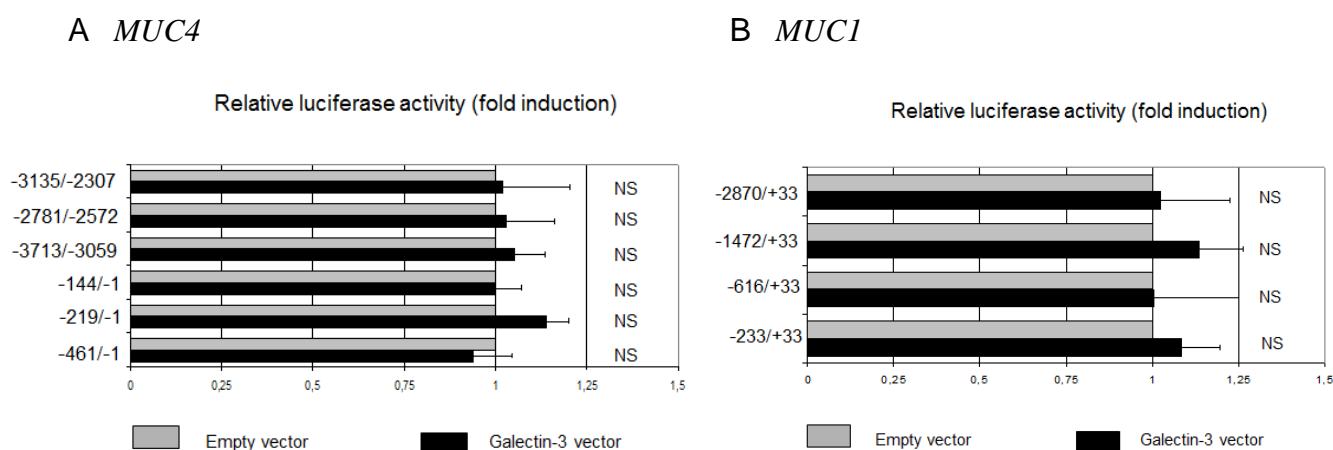 A MUC4
Relative luciferase activity (fold induction)
-3135/-2307 NS
-2781/-2572 NS
-3713/-3059 NS
-144/-1 NS
-219/-1 NS
-461/-1 NS
0 0,25 0,5 0,75 1 1,25 1,5
Empty vector Galectin-3 vector
B MUC1
Relative luciferase activity (fold induction)
-2870/+33 NS
-1472/+33 NS
-616/+33 NS
-233/+33 NS
0 0,25 0,5 0,75 1 1,25 1,5
Empty vector Galectin-3 vector